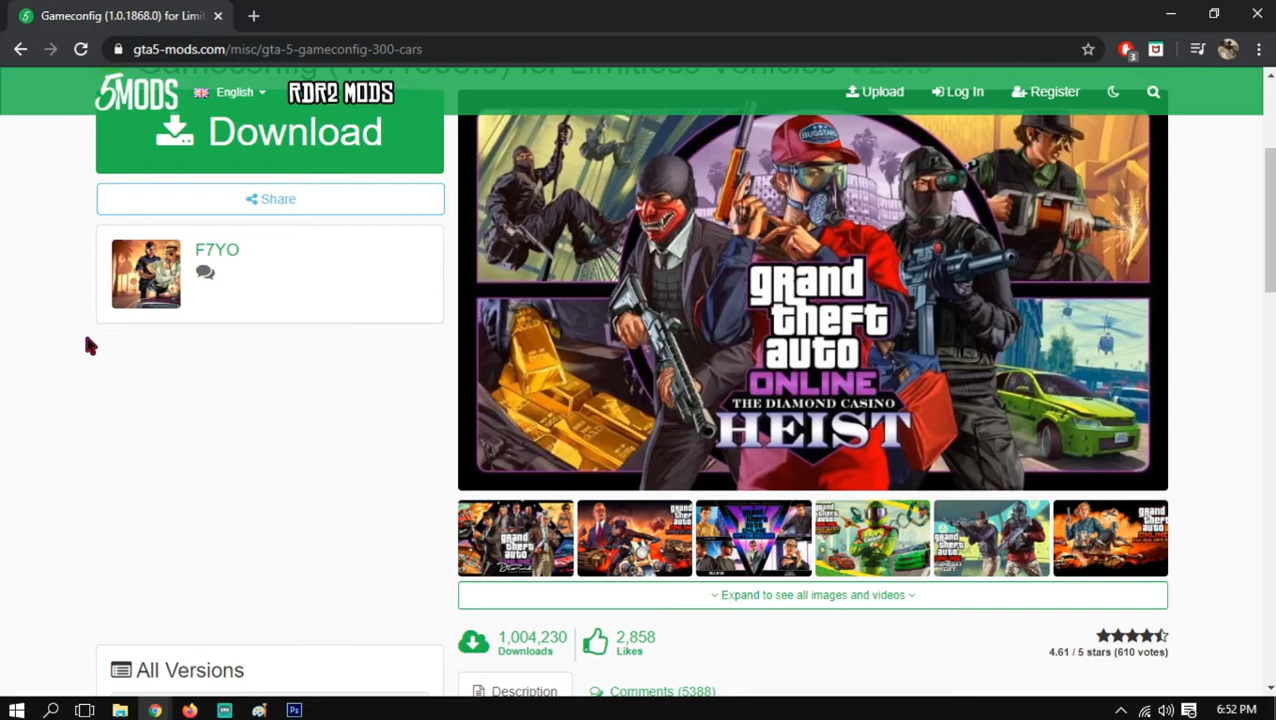 Gameconfig (1.0.1868.0) for Limi
gta5-mods.com/misc/gta-5-gameconfig-300-cars
3
5MODS
English
RDR2 MODS
Upload
Log In
Register
Download
Share
F7YO
BUGSTARS
grand
theft
auto
ONLINE
THE DIAMOND CASINO
HEIST
Expand to see all images and videos
1,004,230
Downloads
2,858
Likes
4.61 / 5 stars (610 votes)
All Versions
Description
Comments (5388)
Ps
6:52 PM